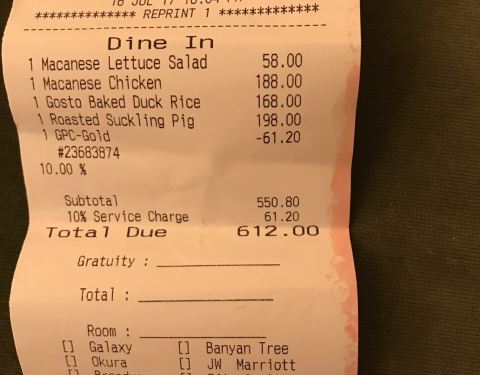 ************* REPRINT 1 *************
Dine In
1 Macanese Lettuce Salad 58.00
1 Macanese Chicken 188.00
1 Gosto Baked Duck Rice 168.00
1 Roasted Suckling Pig 198.00
1 GPC-Gold -61.20
#23683874
10.00 %
Subtotal 550.80
10% Service Charge 61.20
Total Due 612.00
Gratuity :
Total :
Room :
[] Galaxy [] Banyan Tree
[] Okura [] JW Marriott